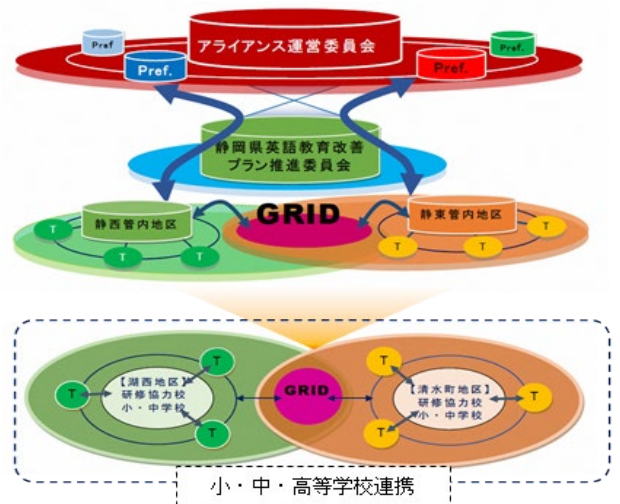 アライアンス運営委員会
Pref
Pref.
Pref.
Pref.
静岡県英語教育改善
プラン推進委員会
GRID
静西管内地区
静東管内地区
T
T
T
T
T
T
T
T
T
【湖西地区】
研修協力校
小・中学校
GRID
T
T
T
【清水町地区】
研修協力校
小・中学校
小・中・高等学校連携